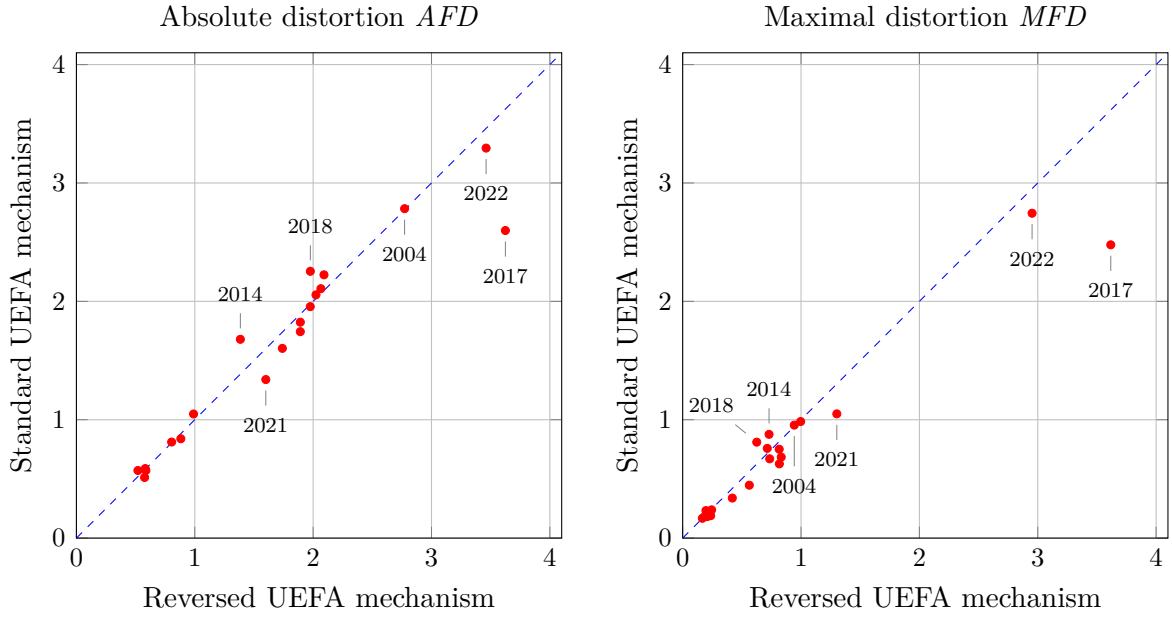 Absolute distortion AFD
Standard UEFA mechanism
4
3
2
1
0
2022
2018
2004
2017
2014
2021
0 1 2 3 4
Reversed UEFA mechanism
Maximal distortion MFD
Standard UEFA mechanism
4
3
2
1
0
2022
2017
2014
2018
2021
2004
0 1 2 3 4
Reversed UEFA mechanism